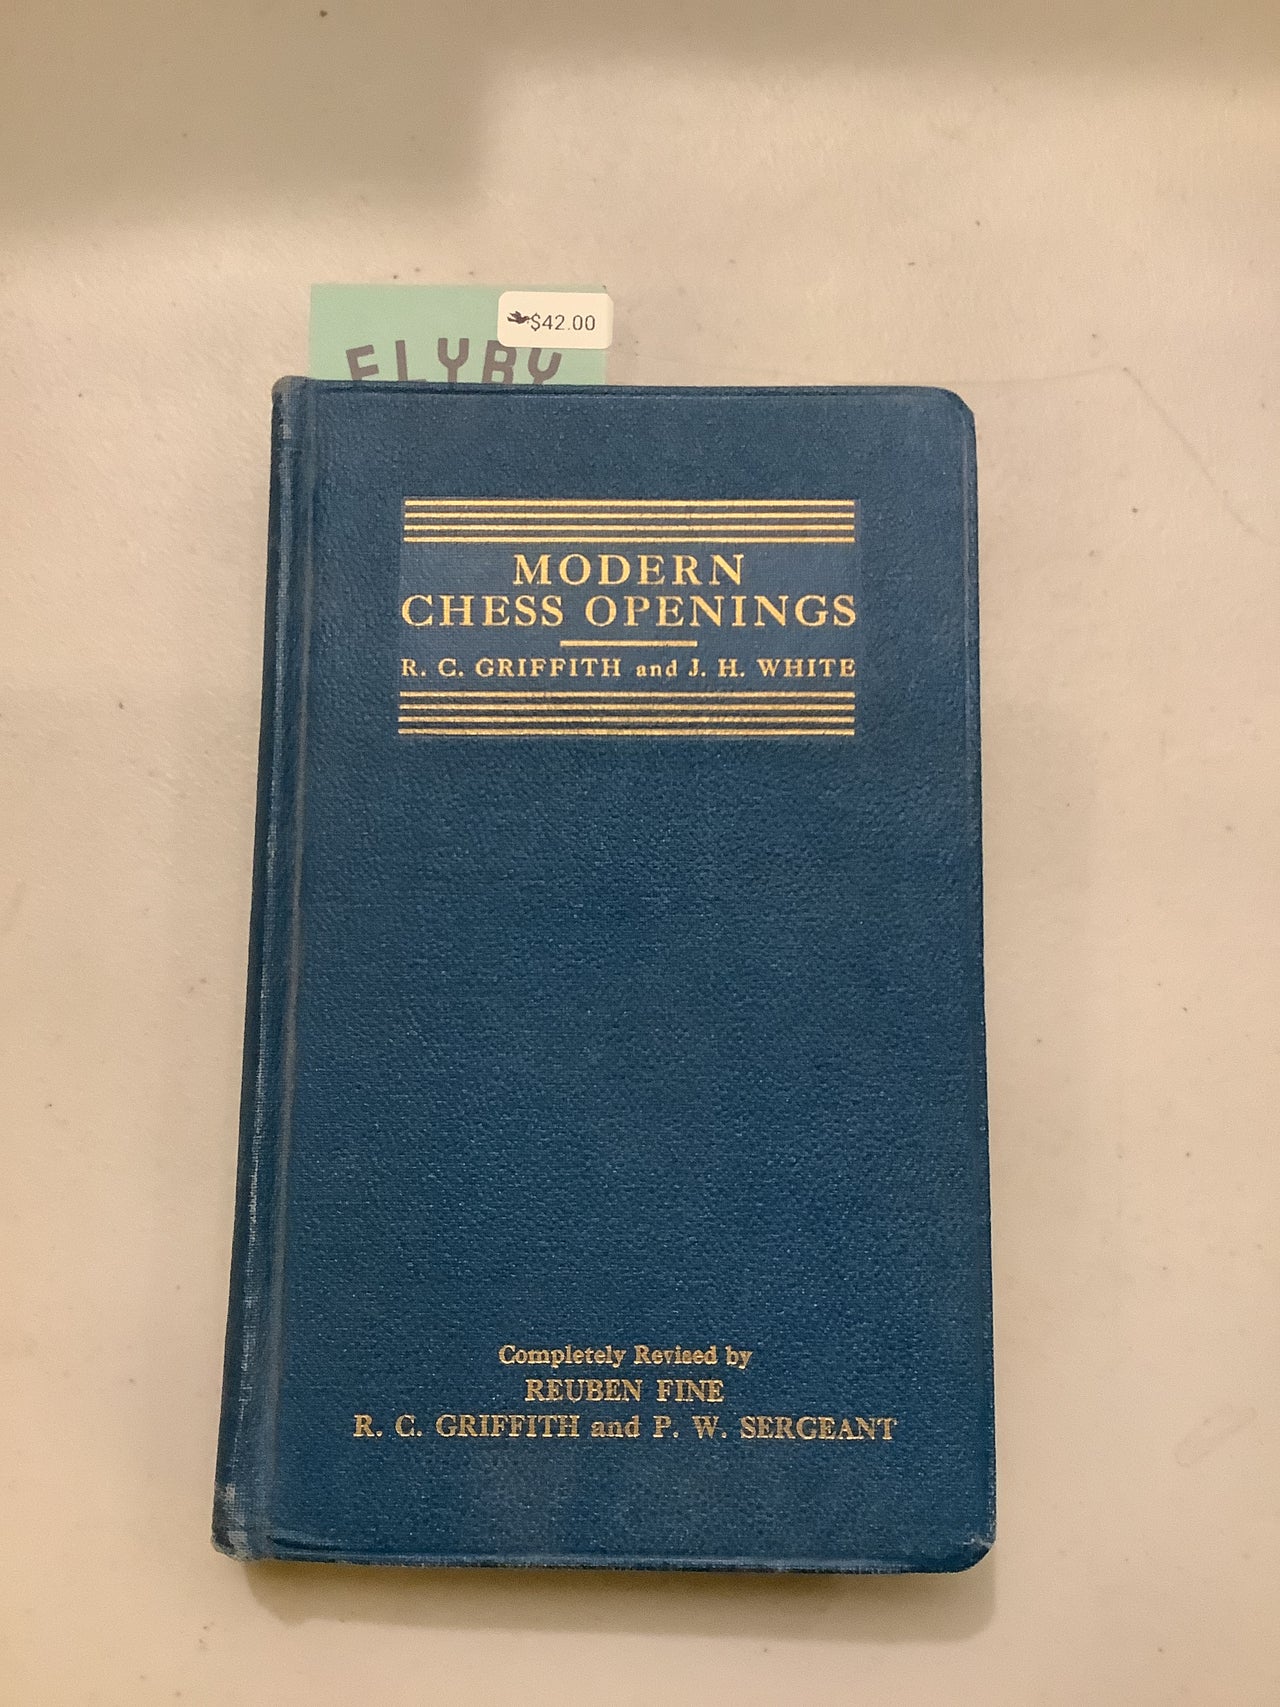 $42.00
FLYBY
MODERN
CHESS OPENINGS
R. C. GRIFFITH and J. H. WHITE
Completely Revised by
REUBEN FINE
R. C. GRIFFITH and P. W. SERGEANT